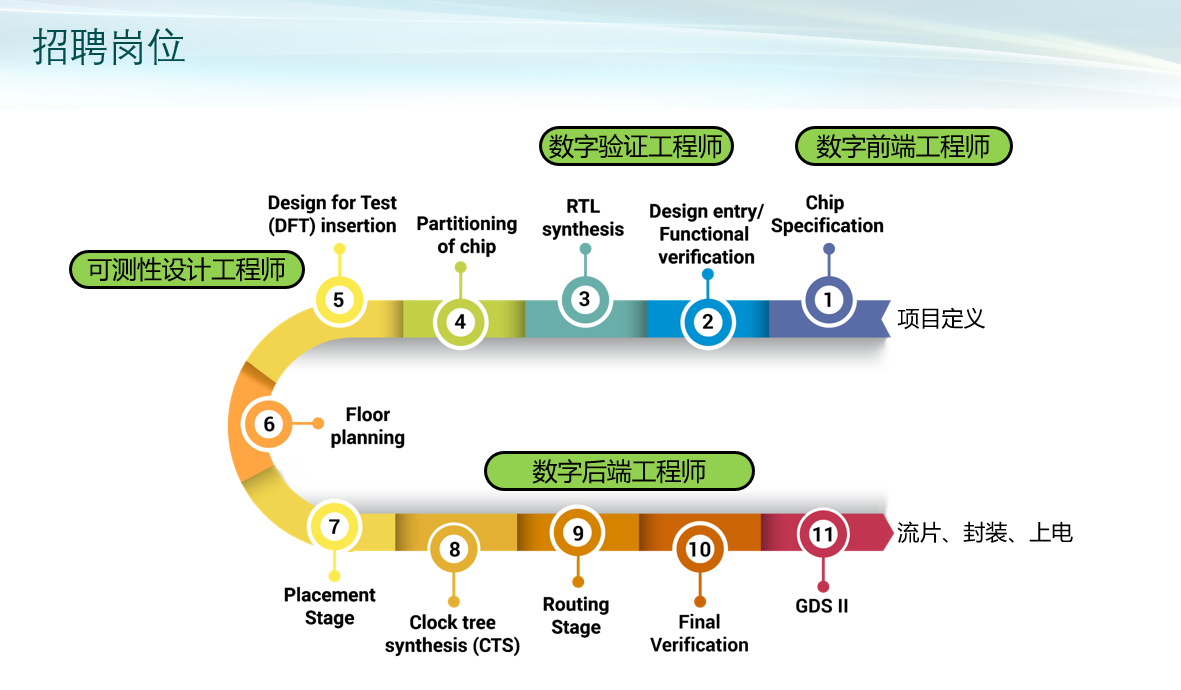 招聘岗位
数字验证工程师
数字前端工程师
Design for Test
(DFT) insertion
Partitioning
of chip
RTL
synthesis
Design entry/
Functional
verification
Chip
Specification
可测性设计工程师
5
4
3
2
1
项目定义
6
Floor
planning
数字后端工程师
7
8
9
10
11
流片、封装、上电
Placement
Stage
Clock tree
synthesis (CTS)
Routing
Stage
Final
Verification
GDS II